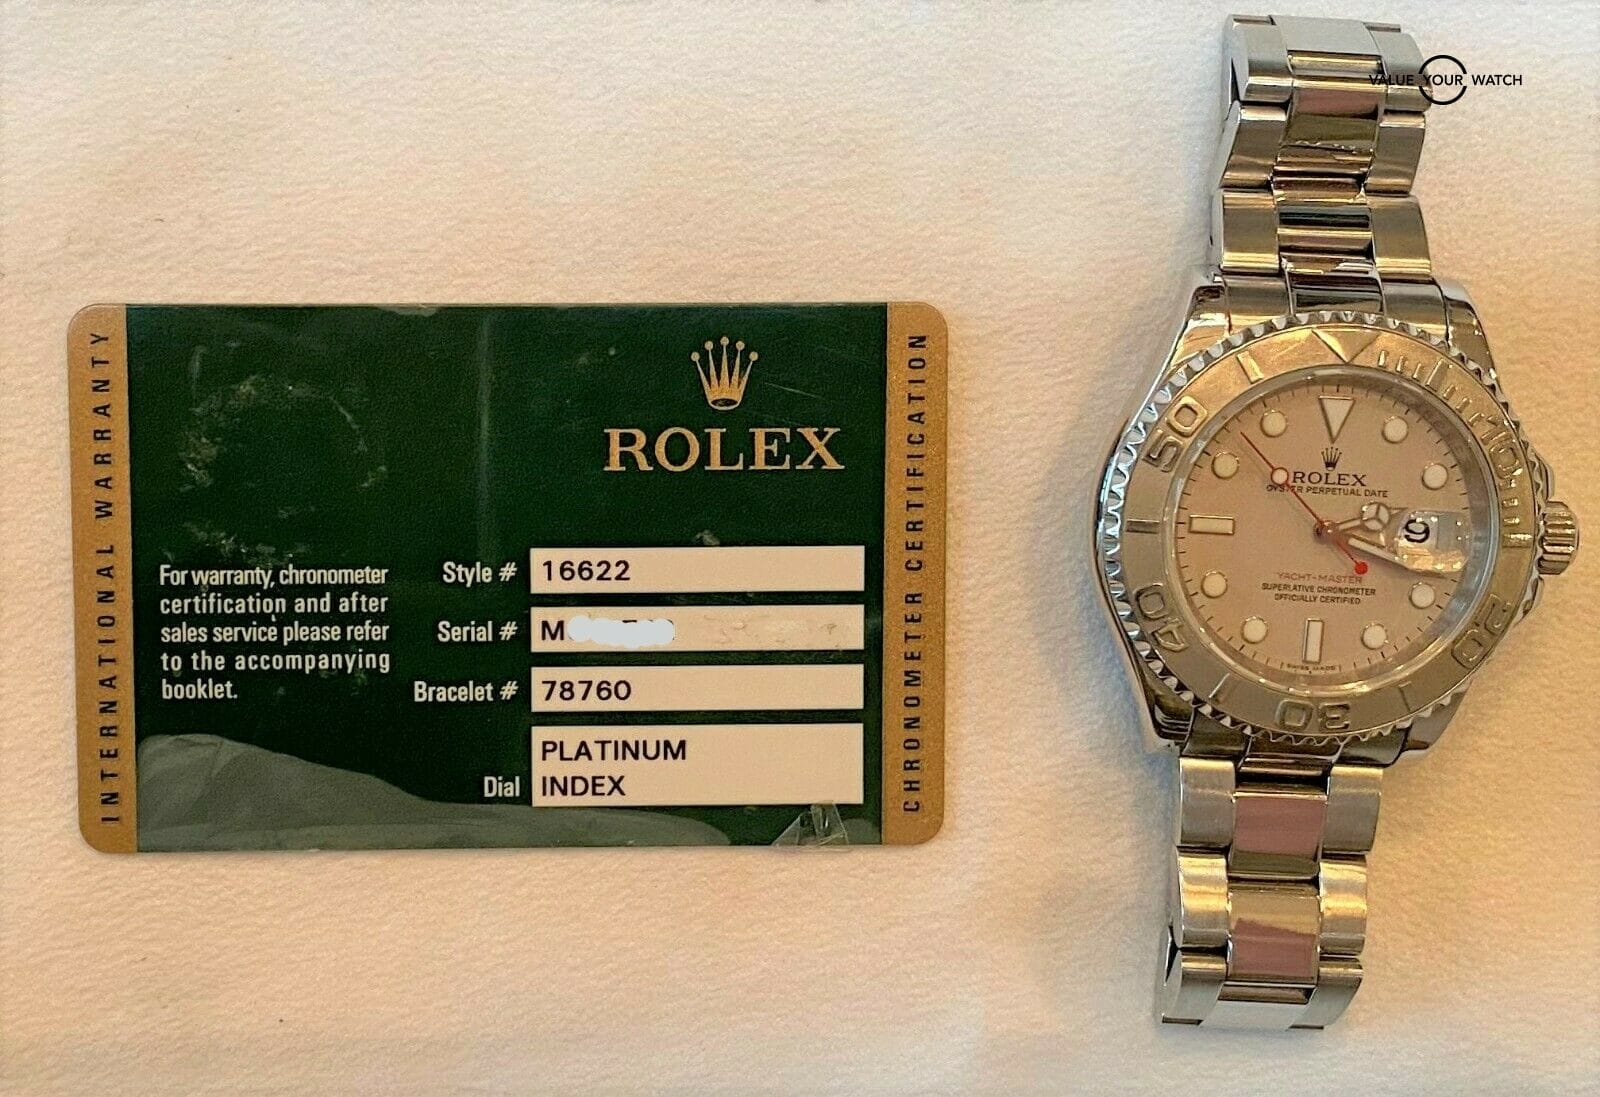 VALUE YOUR WATCH
INTERNATIONAL WARRANTY
ROLEX
For warranty, chronometer
certification and after
sales service please refer
to the accompanying
booklet.
Style # 16622
Serial # M
Bracelet # 78760
Dial PLATINUM
INDEX
CHRONOMETER CERTIFICATION
50
10
20
30
40
ROLEX
OYSTER PERPETUAL DATE
9
YACHT-MASTER
SUPERLATIVE CHRONOMETER
OFFICIALLY CERTIFIED
SWISS MADE